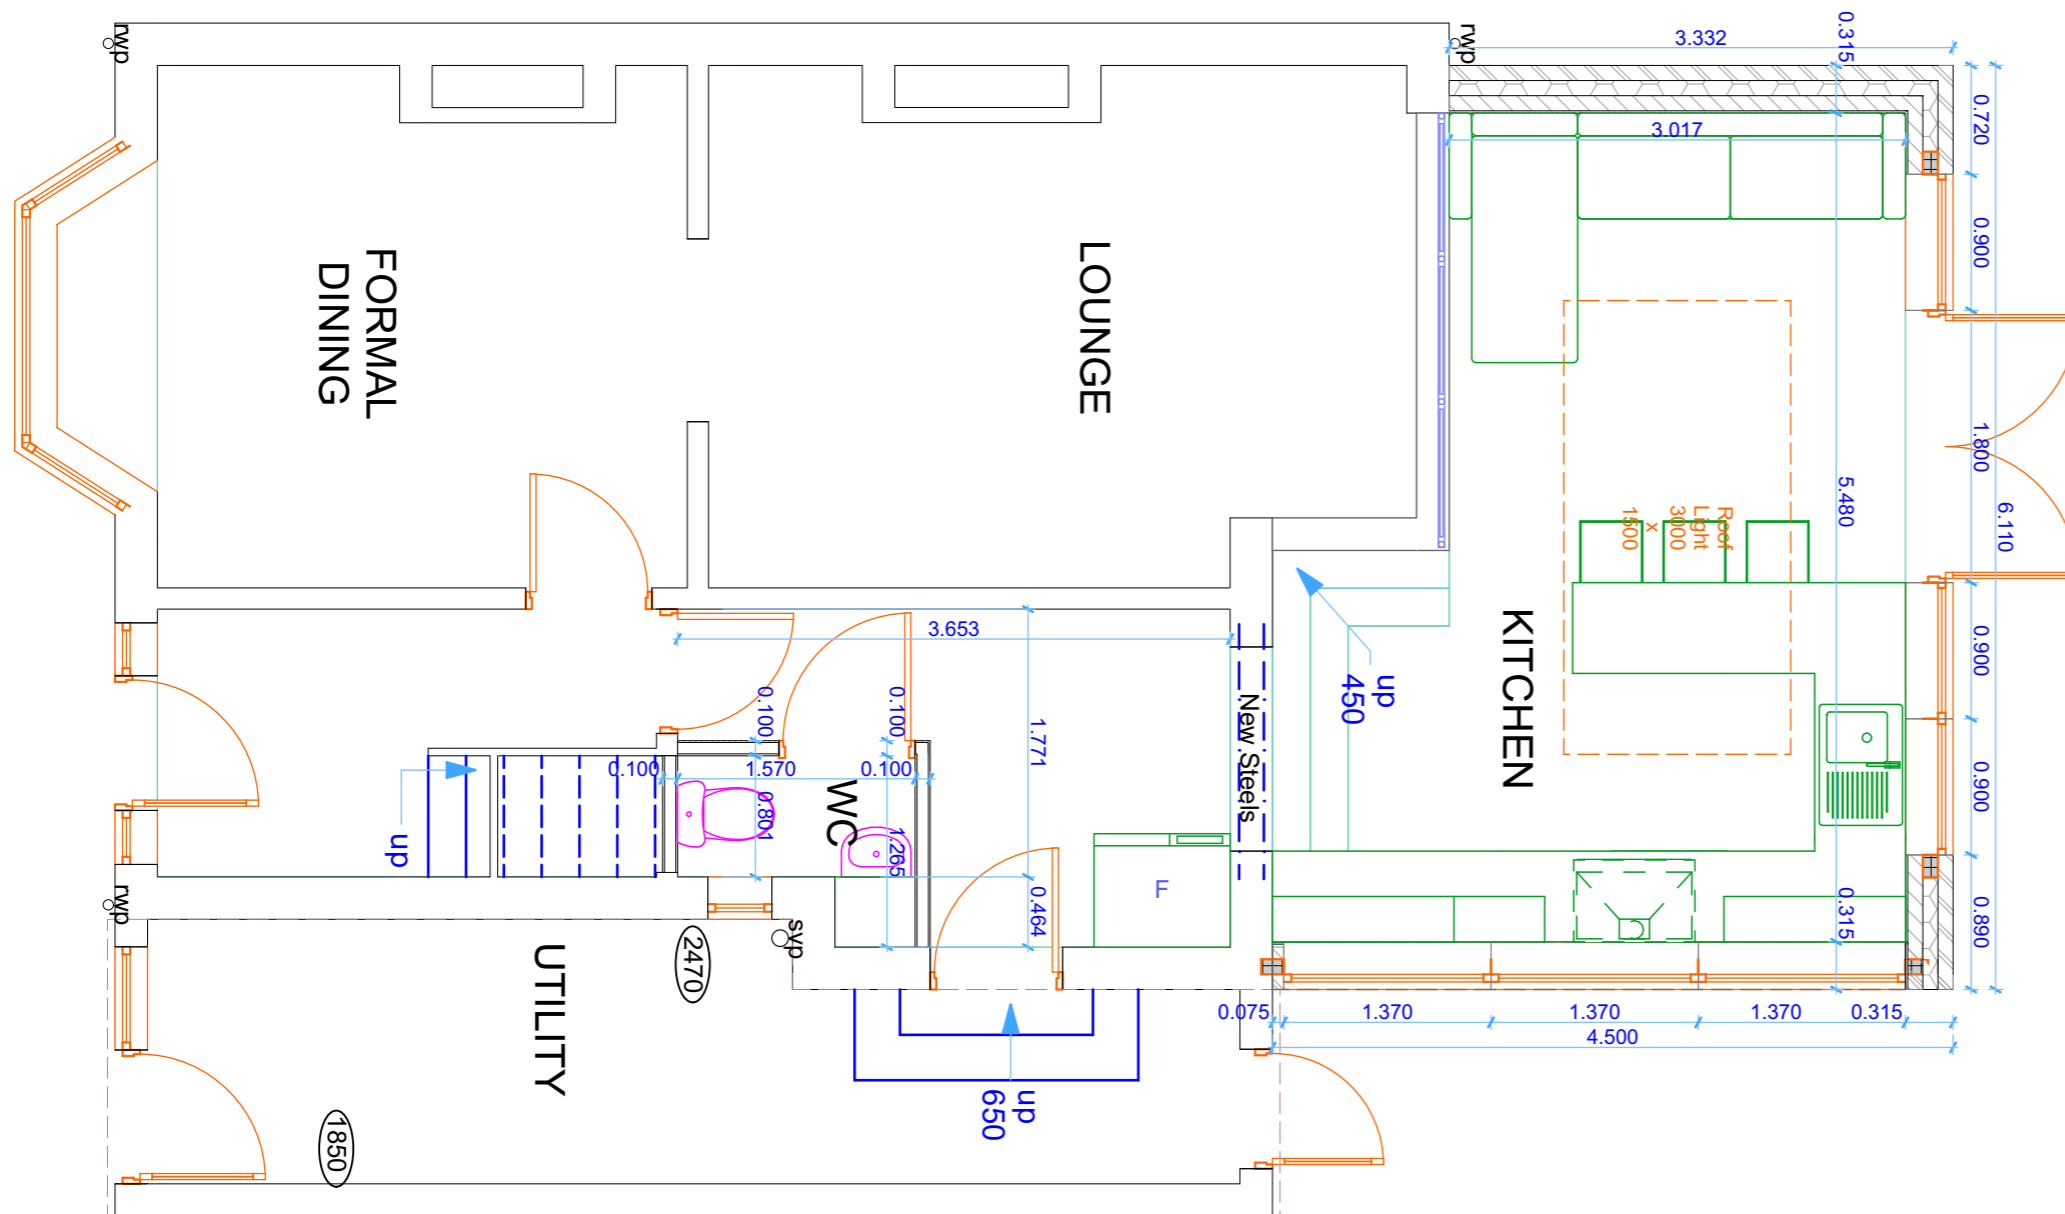 rwp
rwp
3.332
0.315
0.720
3.017
0.900
FORMAL
DINING
LOUNGE
1.800
5.480
6.110
Roof
Light
3000
x
1500
KITCHEN
3.653
0.900
up
450
New Steels
0.100
0.100
1.771
0.100
1.570
0.100
0.801
WC
1.265
0.900
up
F
0.464
0.315
0.890
rwp
svp
2470
UTILITY
0.075
1.370
1.370
1.370
0.315
4.500
up
650
1850